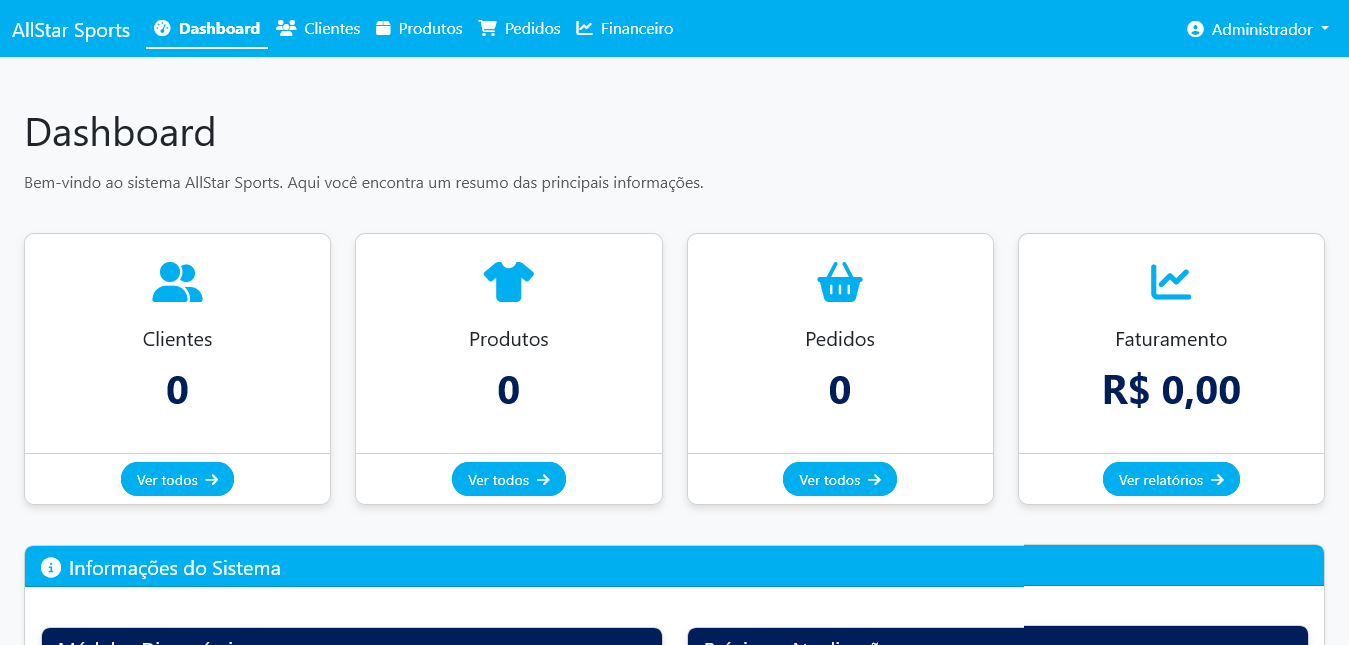 AllStar Sports Dashboard Clientes Produtos Pedidos Financeiro Administrador
Dashboard
Bem-vindo ao sistema AllStar Sports. Aqui você encontra um resumo das principais informações.
Clientes
0
Ver todos
Produtos
0
Ver todos
Pedidos
0
Ver todos
Faturamento
R$ 0,00
Ver relatórios
Informações do Sistema